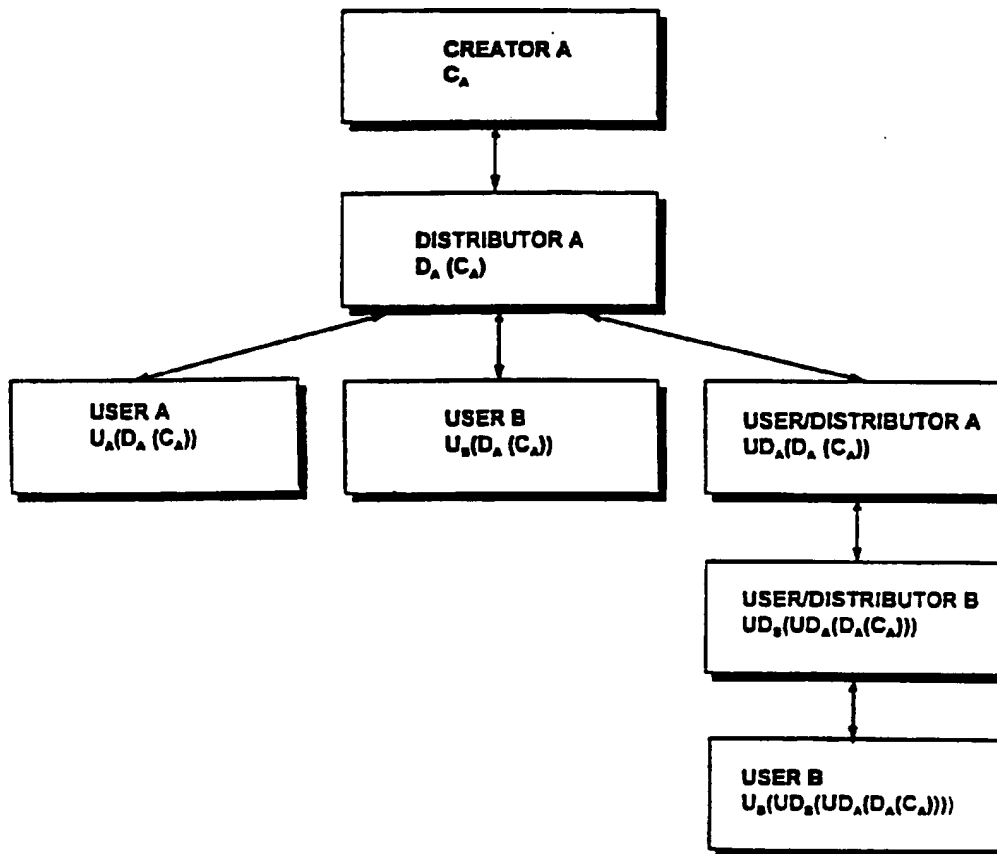 CREATOR A
C_A
DISTRIBUTOR A
D_A (C_A)
USER A
U_A(D_A (C_A))
USER B
U_B(D_A (C_A))
USER/DISTRIBUTOR A
UD_A(D_A (C_A))
USER/DISTRIBUTOR B
UD_B(UD_A(D_A(C_A)))
USER B
U_B(UD_B(UD_A(D_A(C_A))))